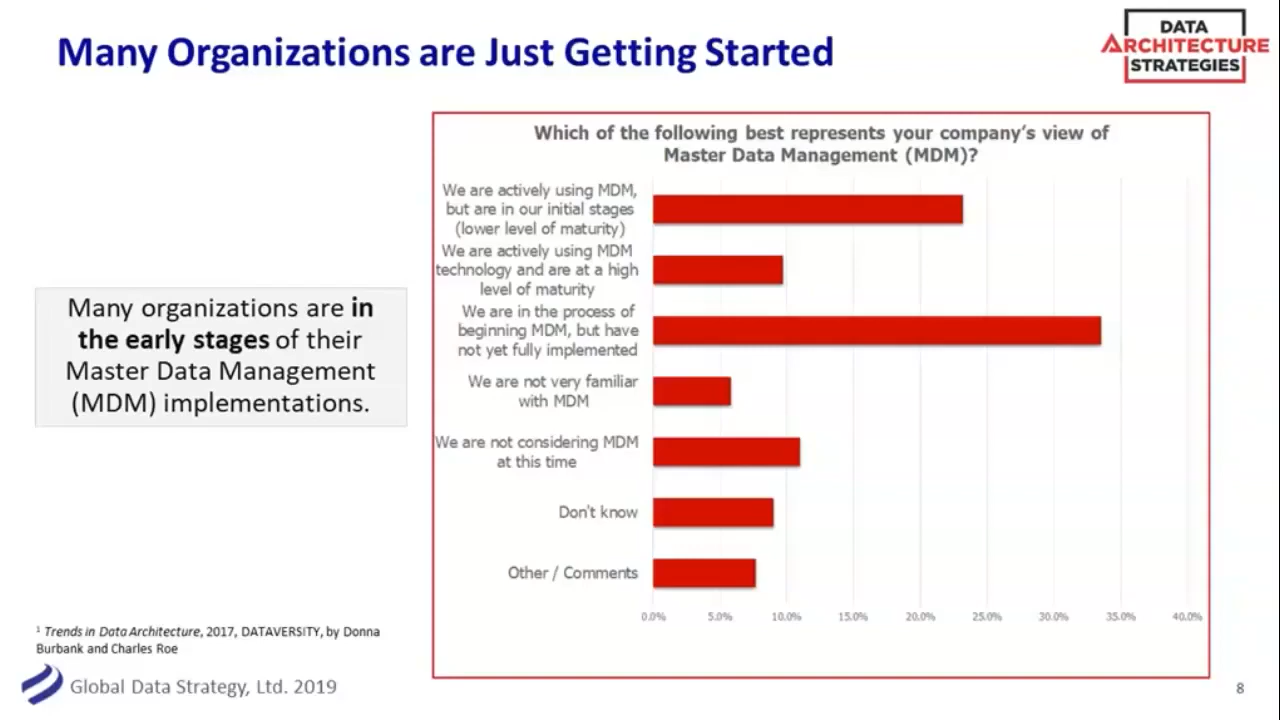 Many Organizations are Just Getting Started
DATA
ARCHITECTURE
STRATEGIES
Which of the following best represents your company's view of
Master Data Management (MDM)?
We are actively using MDM,
but are in our initial stages
(lower level of maturity)
We are actively using MDM
technology and are at a high
level of maturity
We are in the process of
beginning MDM, but have
not yet fully implemented
We are not very familiar
with MDM
We are not considering MDM
at this time
Don't know
Other / Comments
0.0% 5.0% 10.0% 15.0% 20.0% 25.0% 30.0% 35.0% 40.0%
Many organizations are in
the early stages of their
Master Data Management
(MDM) implementations.
1 Trends in Data Architecture, 2017, DATAVERSITY, by Donna
Burbank and Charles Roe
Global Data Strategy, Ltd. 2019
8